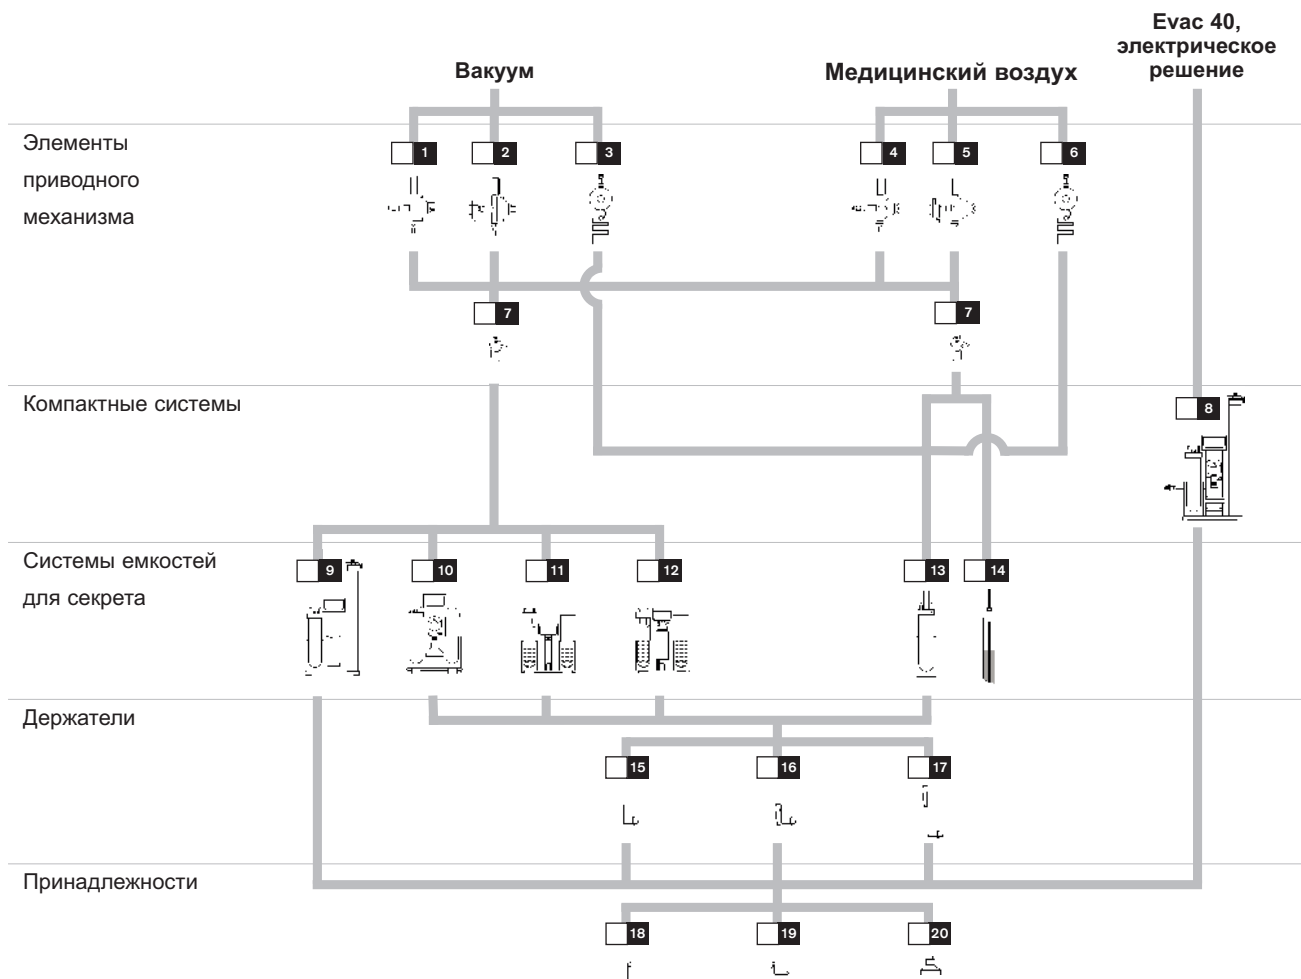 Evac 40,
электрическое
решение
Вакуум
Медицинский воздух
Элементы
приводного
механизма
1 2 3 4 5 6
7 7
Компактные системы
8
Системы емкостей
для секрета
9 10 11 12 13 14
Держатели
15 16 17
Принадлежности
18 19 20